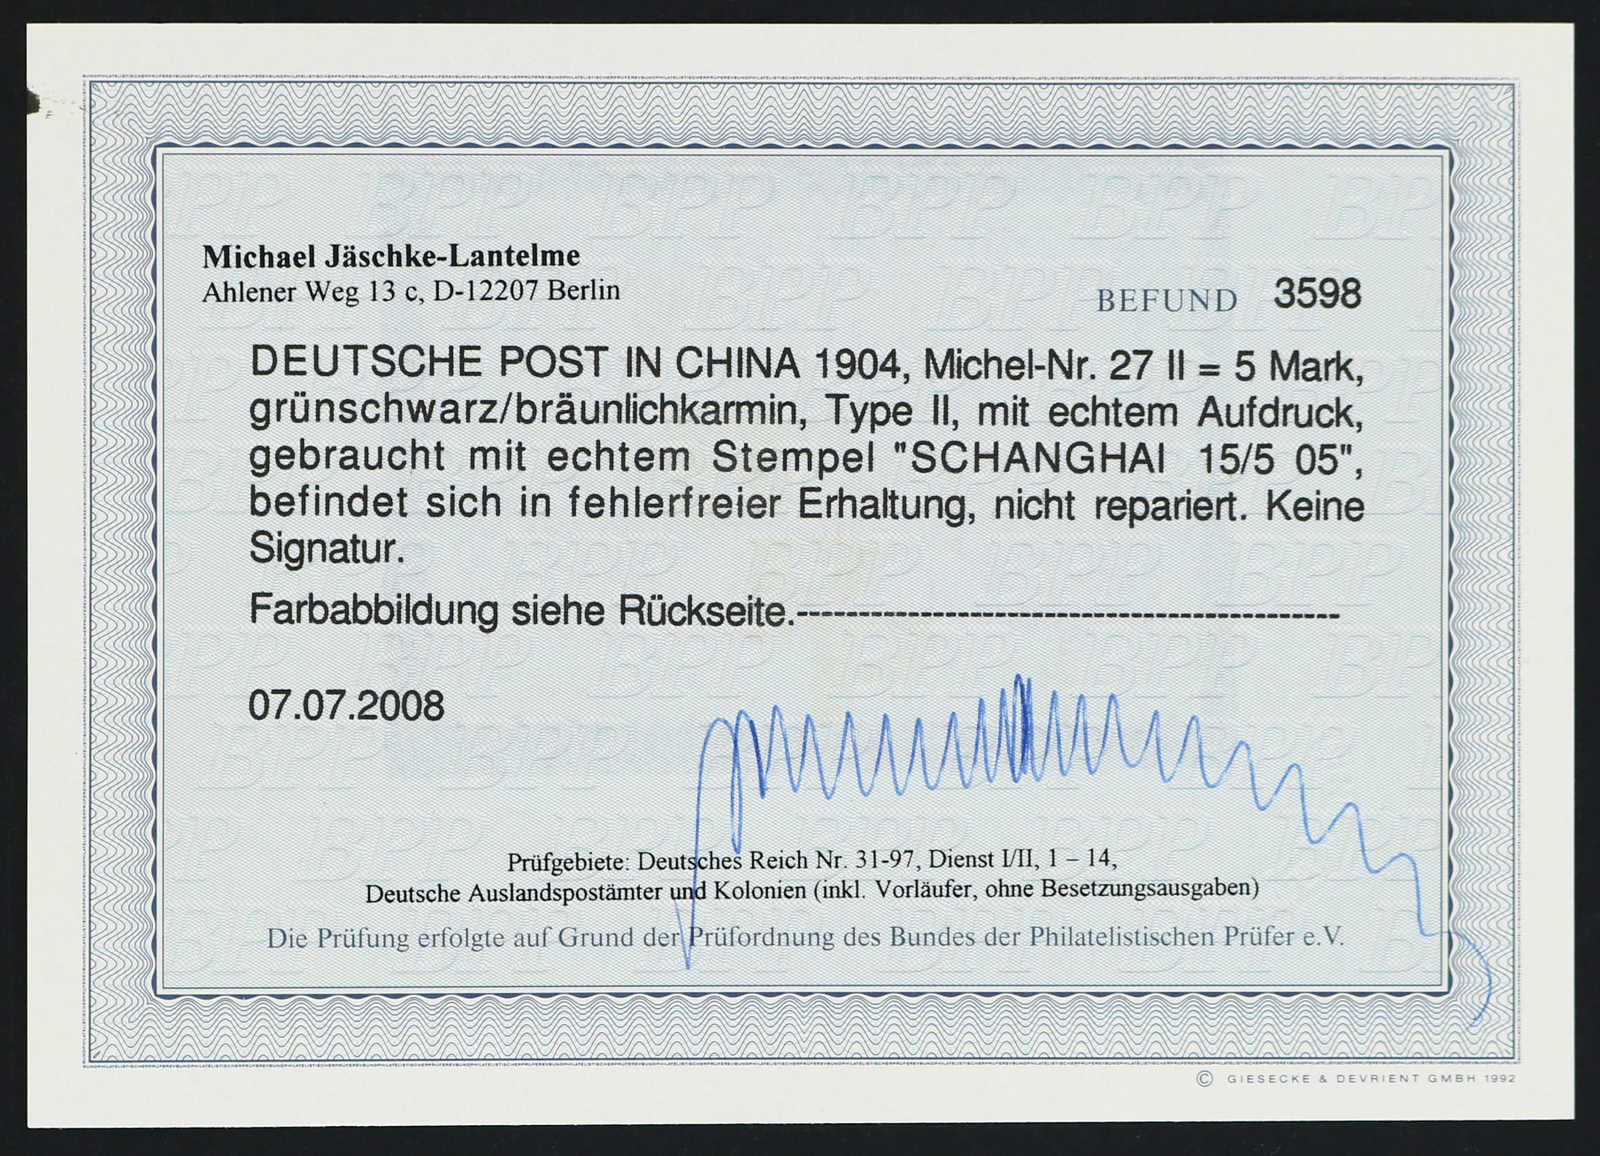 Michael Jäschke-Lantelme
Ahlener Weg 13 c, D-12207 Berlin
BEFUND 3598
DEUTSCHE POST IN CHINA 1904, Michel-Nr. 27 II = 5 Mark,
grünschwarz/bräunlichkarmin, Type II, mit echtem Aufdruck,
gebraucht mit echtem Stempel "SCHANGHAI 15/5 05",
befindet sich in fehlerfreier Erhaltung, nicht repariert. Keine
Signatur.
Farbabbildung siehe Rückseite.--------------------------------------------
07.07.2008
Prüfgebiete: Deutsches Reich Nr. 31-97, Dienst I/II, 1 – 14,
Deutsche Auslandspostämter und Kolonien (inkl. Vorläufer, ohne Besetzungsausgaben)
Die Prüfung erfolgte auf Grund der Prüfordnung des Bundes der Philatelistischen Prüfer e.V.
© GIESECKE & DEVRIENT GMBH 1992